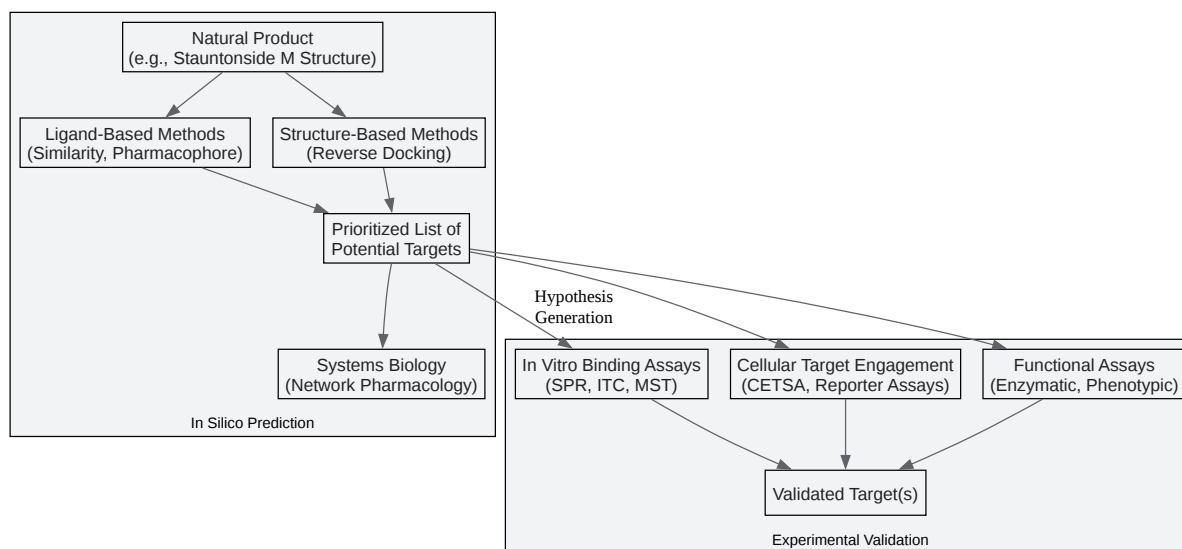 Natural Product
(e.g., Stauntonside M Structure)
Ligand-Based Methods
(Similarity, Pharmacophore)
Structure-Based Methods
(Reverse Docking)
Prioritized List of
Potential Targets
Hypothesis
Generation
Systems Biology
(Network Pharmacology)
In Silico Prediction
In Vitro Binding Assays
(SPR, ITC, MST)
Cellular Target Engagement
(CETSA, Reporter Assays)
Functional Assays
(Enzymatic, Phenotypic)
Validated Target(s)
Experimental Validation